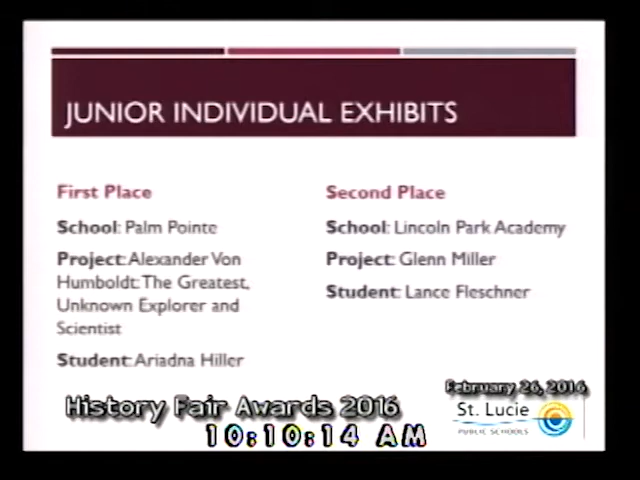 JUNIOR INDIVIDUAL EXHIBITS
First Place
School: Palm Pointe
Project: Alexander Von
Humboldt: The Greatest,
Unknown Explorer and
Scientist
Student: Ariadna Hiller
Second Place
School: Lincoln Park Academy
Project: Glenn Miller
Student: Lance Fleschner
February 26, 2016
History Fair Awards 2016
St. Lucie
PUBLIC SCHOOLS
10:10:14 AM